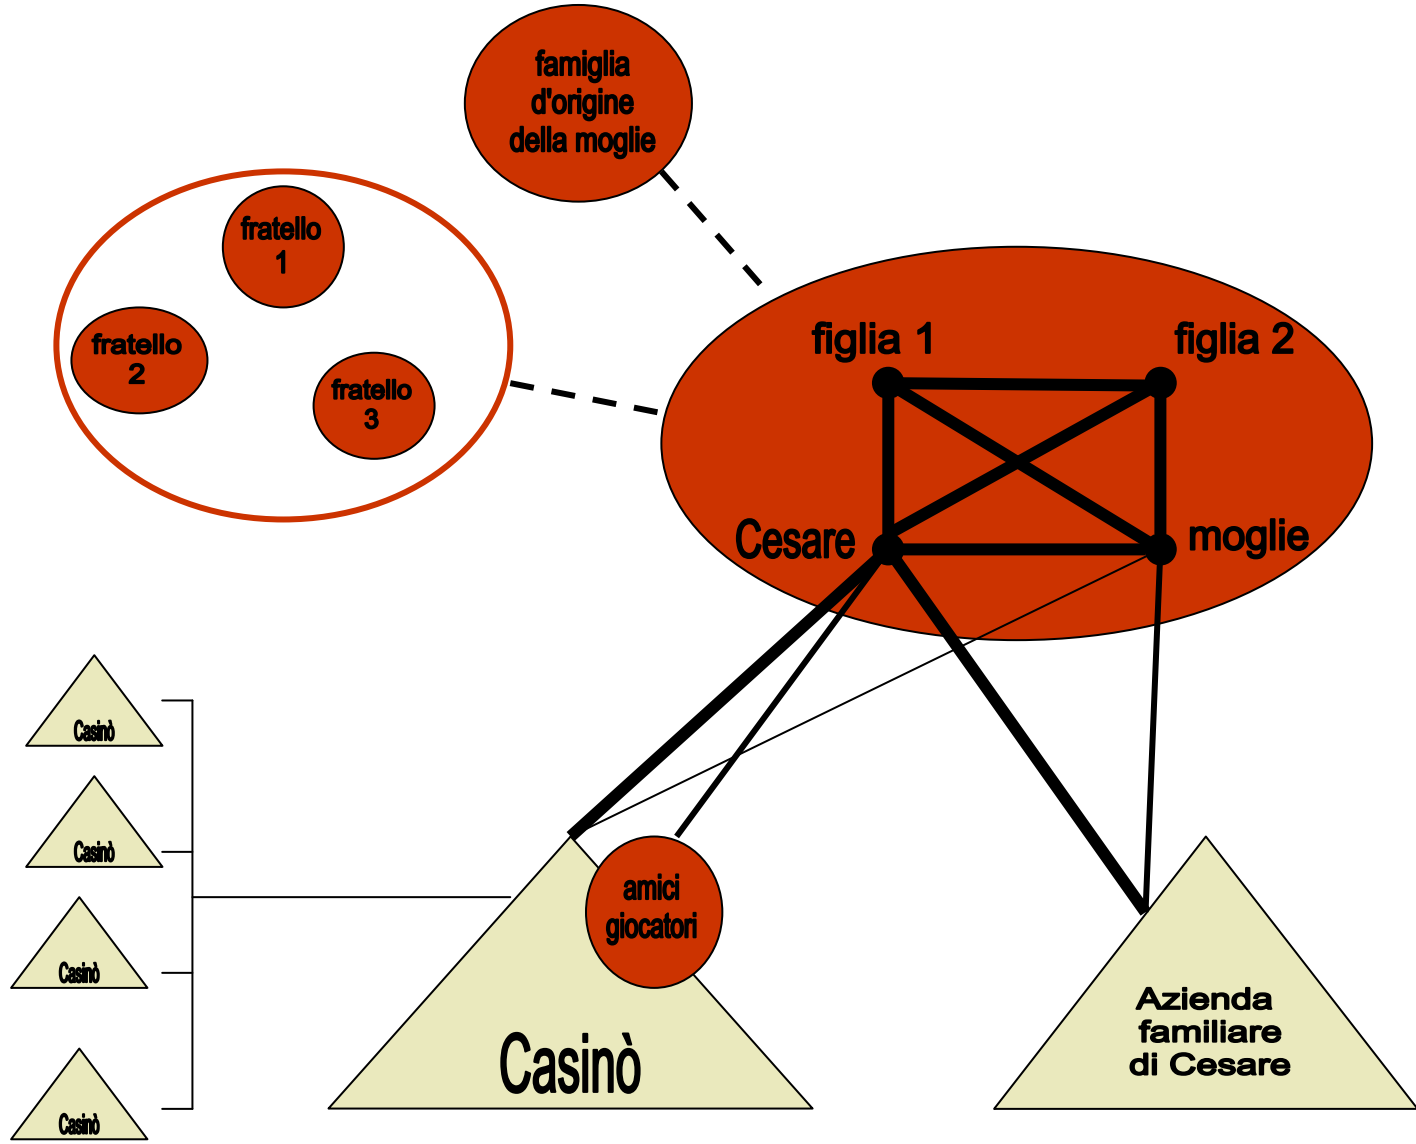 famiglia
d'origine
della moglie
fratello
1
fratello
2
fratello
3
figlia 1
figlia 2
Cesare
moglie
Casinò
Casinò
Casinò
Casinò
amici
giocatori
Casinò
Azienda
familiare
di Cesare